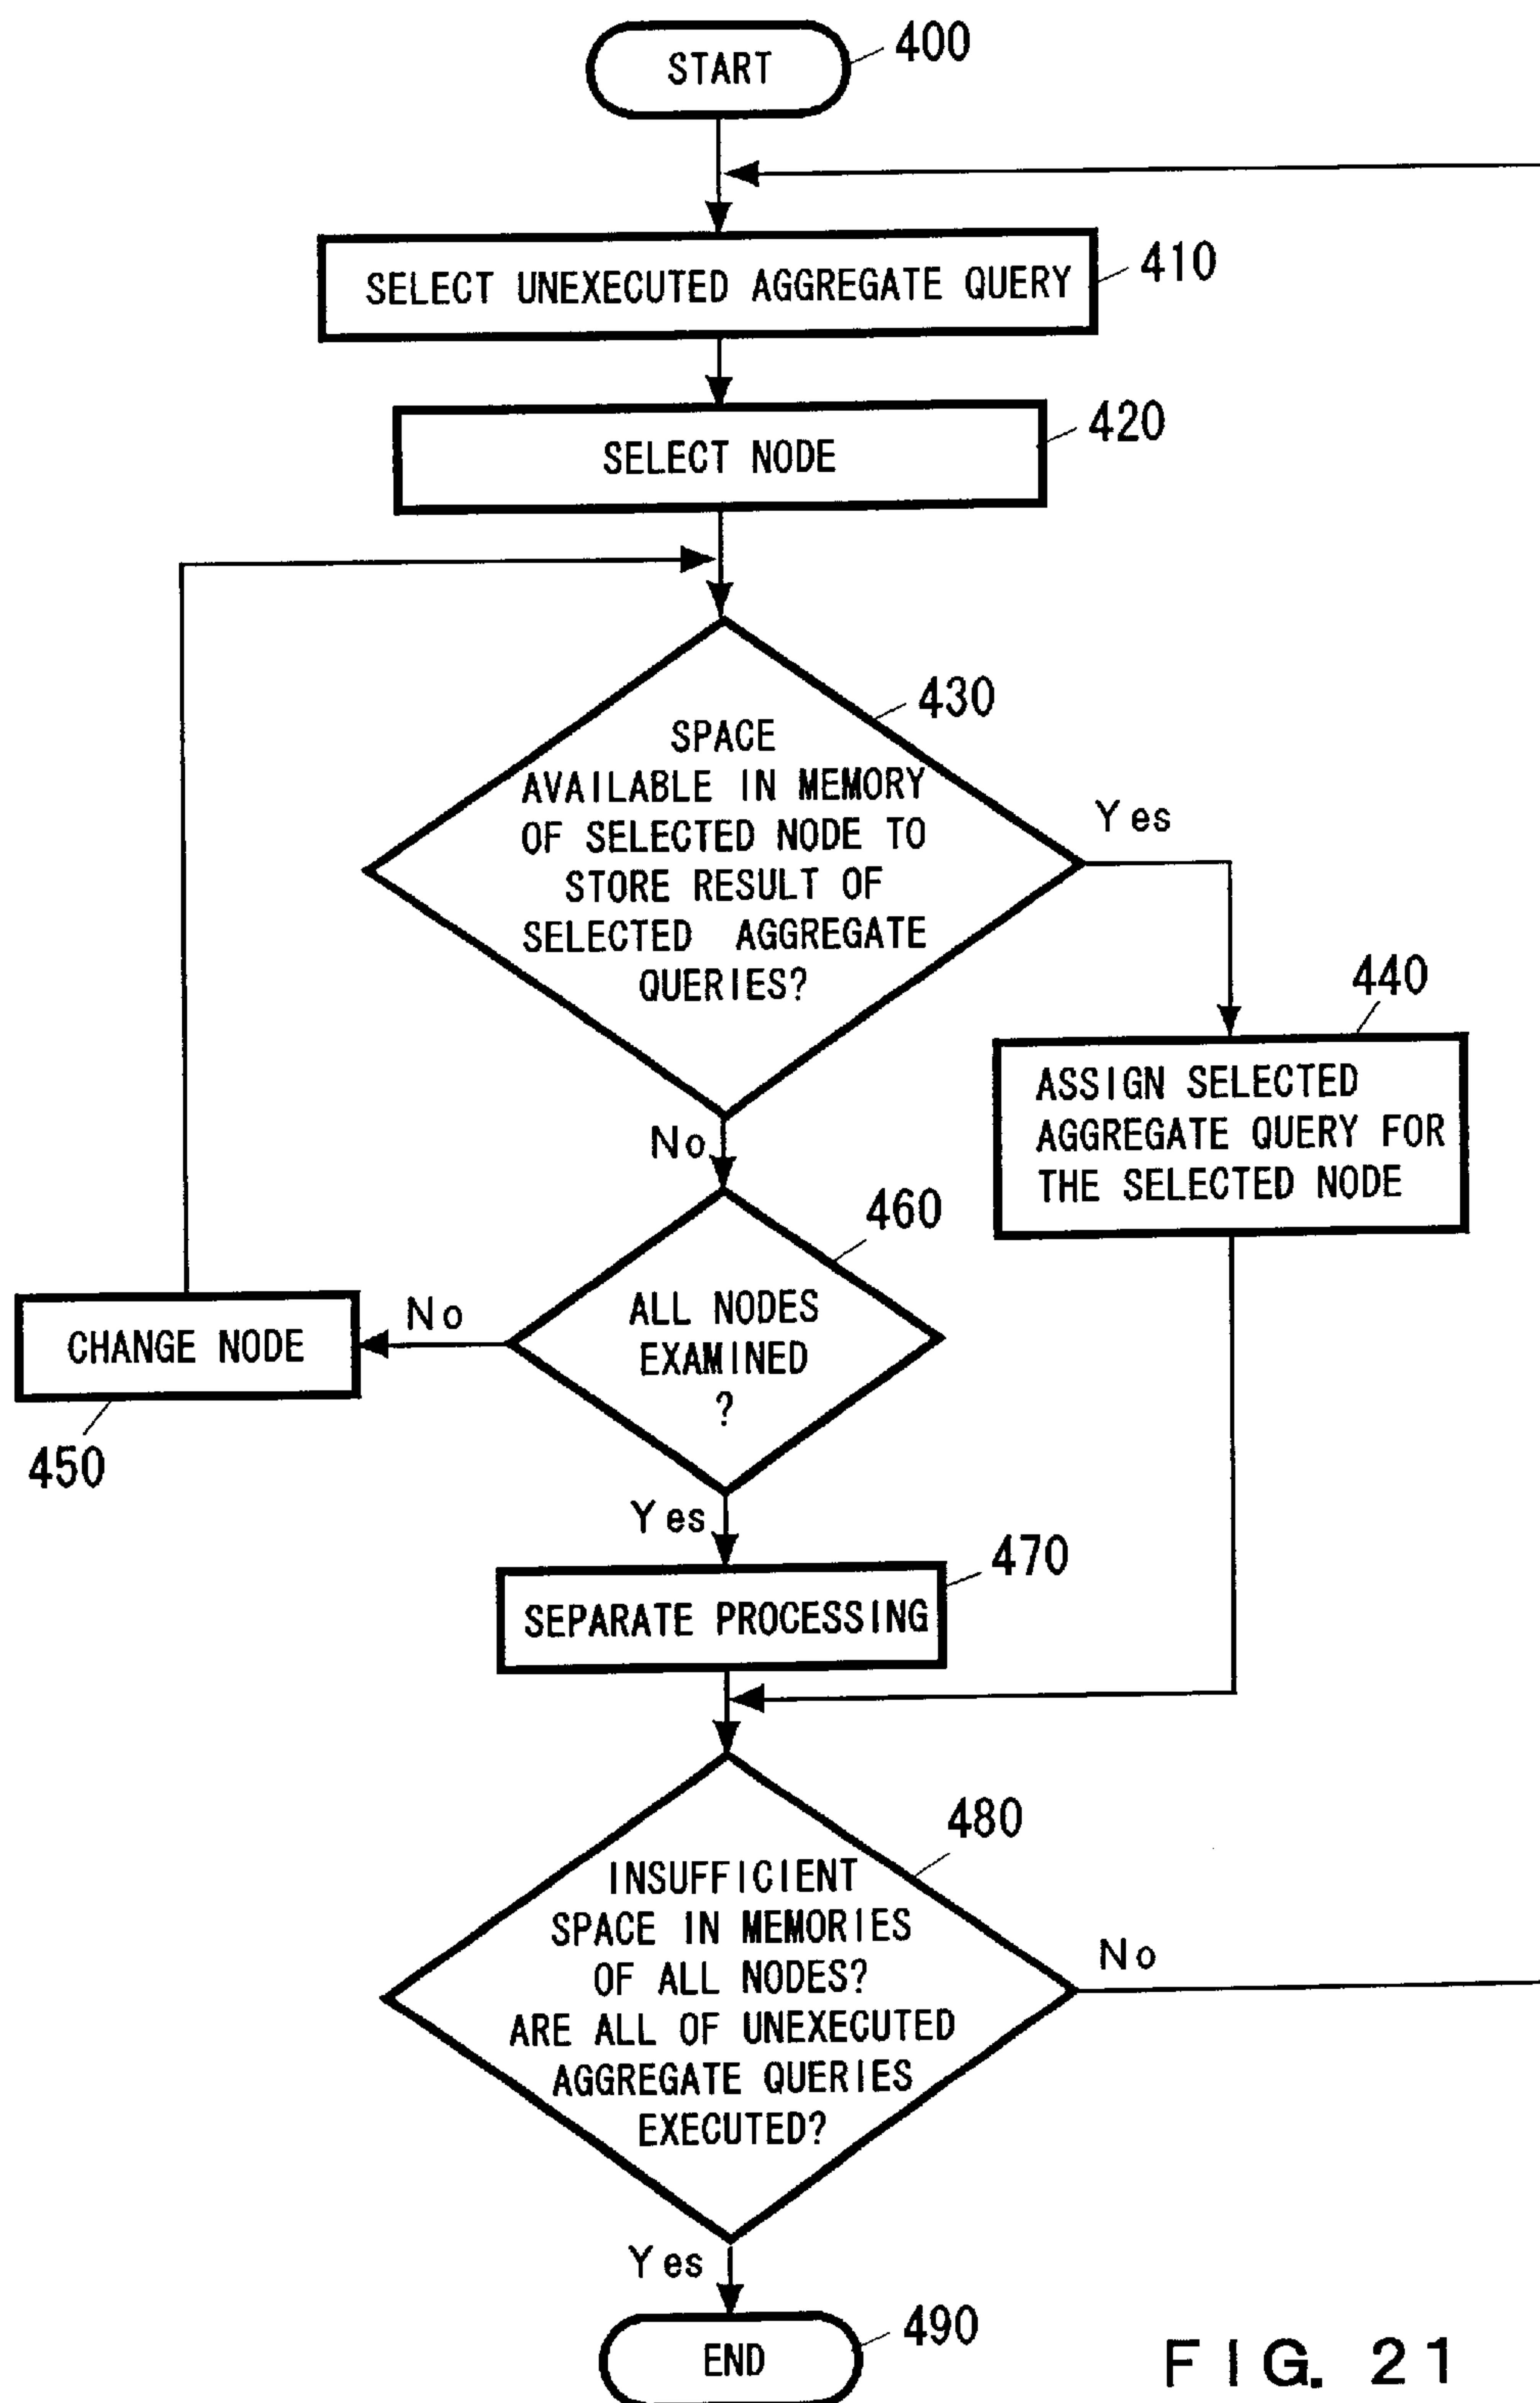 START
400
SELECT UNEXECUTED AGGREGATE QUERY
410
SELECT NODE
420
430
SPACE
AVAILABLE IN MEMORY
OF SELECTED NODE TO
STORE RESULT OF
SELECTED AGGREGATE
QUERIES?
Yes
440
ASSIGN SELECTED
AGGREGATE QUERY FOR
THE SELECTED NODE
No
460
ALL NODES
EXAMINED
?
No
CHANGE NODE
450
Yes
470
SEPARATE PROCESSING
480
INSUFFICIENT
SPACE IN MEMORIES
OF ALL NODES?
ARE ALL OF UNEXECUTED
AGGREGATE QUERIES
EXECUTED?
No
Yes
END
490
FIG. 21